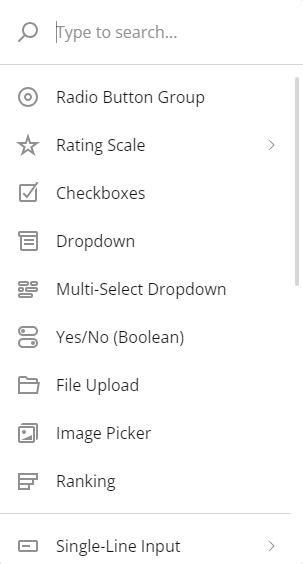 Type to search...
Radio Button Group
Rating Scale
Checkboxes
Dropdown
Multi-Select Dropdown
Yes/No (Boolean)
File Upload
Image Picker
Ranking
Single-Line Input